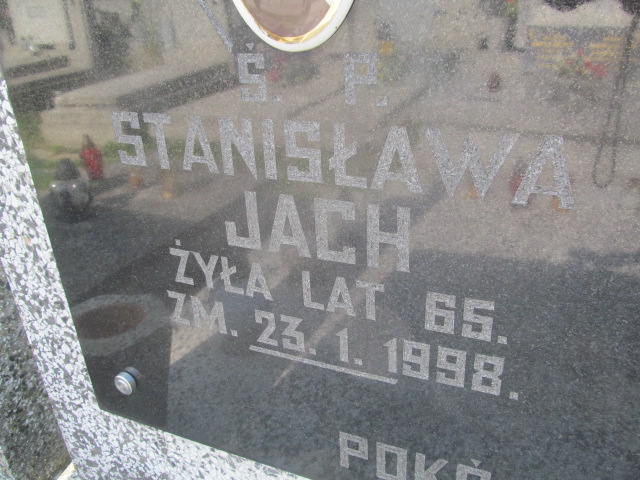 Ś. P.
STANISŁAWA
JACH
ŻYŁA LAT 65.
ZM. 23. 1. 1998.